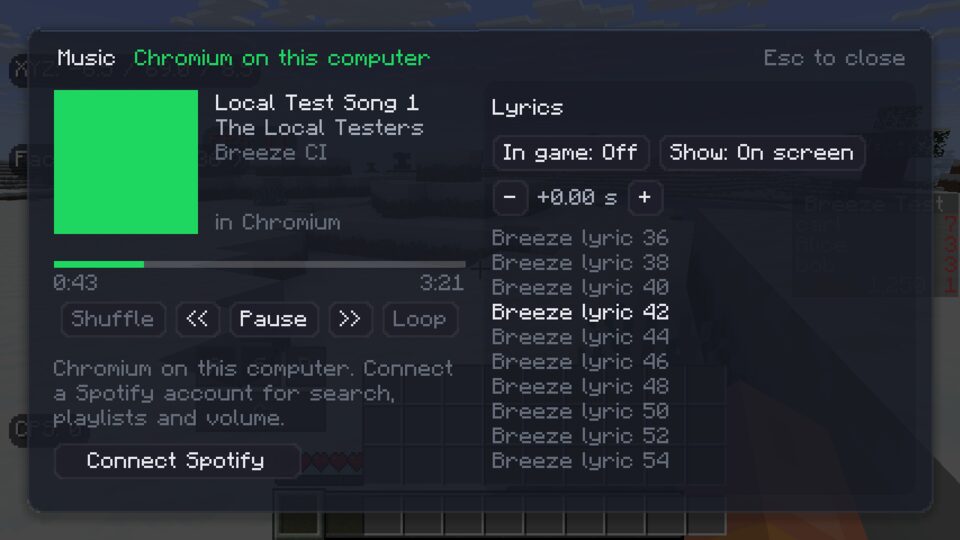 Music Chromium on this computer
Esc to close
Local Test Song 1
The Local Testers
Breeze CI
in Chromium
0:43
3:21
Shuffle
<<
Pause
>>
Loop
Chromium on this computer. Connect
a Spotify account for search,
playlists and volume.
Connect Spotify
Lyrics
In game: Off
Show: On screen
- +0.00 s +
Breeze lyric 36
Breeze lyric 38
Breeze lyric 40
Breeze lyric 42
Breeze lyric 44
Breeze lyric 46
Breeze lyric 48
Breeze lyric 50
Breeze lyric 52
Breeze lyric 54
Breeze Test
carl
Alice
bob